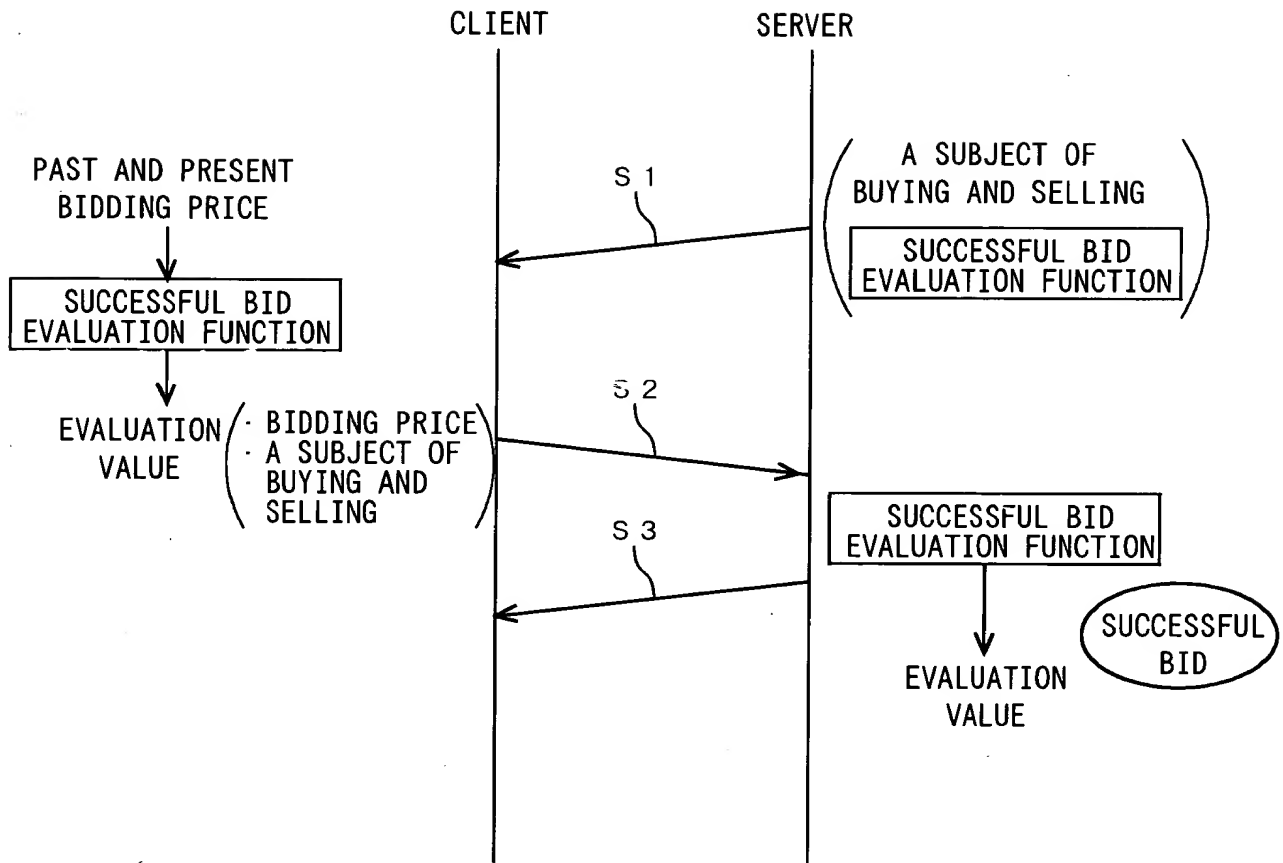 CLIENT
SERVER
PAST AND PRESENT
BIDDING PRICE
SUCCESSFUL BID
EVALUATION FUNCTION
EVALUATION
VALUE
· BIDDING PRICE
· A SUBJECT OF
BUYING AND
SELLING
S 1
A SUBJECT OF
BUYING AND SELLING
SUCCESSFUL BID
EVALUATION FUNCTION
S 2
S 3
SUCCESSFUL BID
EVALUATION FUNCTION
EVALUATION
VALUE
SUCCESSFUL
BID